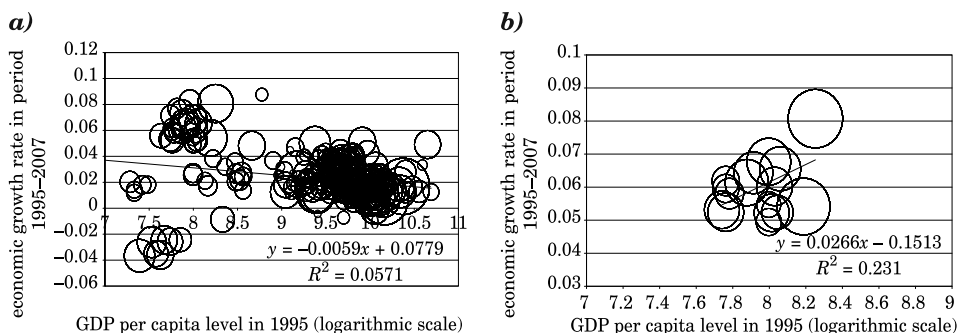 a)
economic growth rate in period
1995–2007
0.12
0.1
0.08
0.06
0.04
0.02
0
−0.02
−0.04
−0.06
7 7.5 8 8.5 9 9.5 10 10.5 11
y = −0.0059x + 0.0779
R² = 0.0571
GDP per capita level in 1995 (logarithmic scale)
b)
economic growth rate in period
1995–2007
0.1
0.09
0.08
0.07
0.06
0.05
0.04
0.03
7 7.2 7.4 7.6 7.8 8 8.2 8.4 8.6 8.8 9
y = 0.0266x − 0.1513
R² = 0.231
GDP per capita level in 1995 (logarithmic scale)